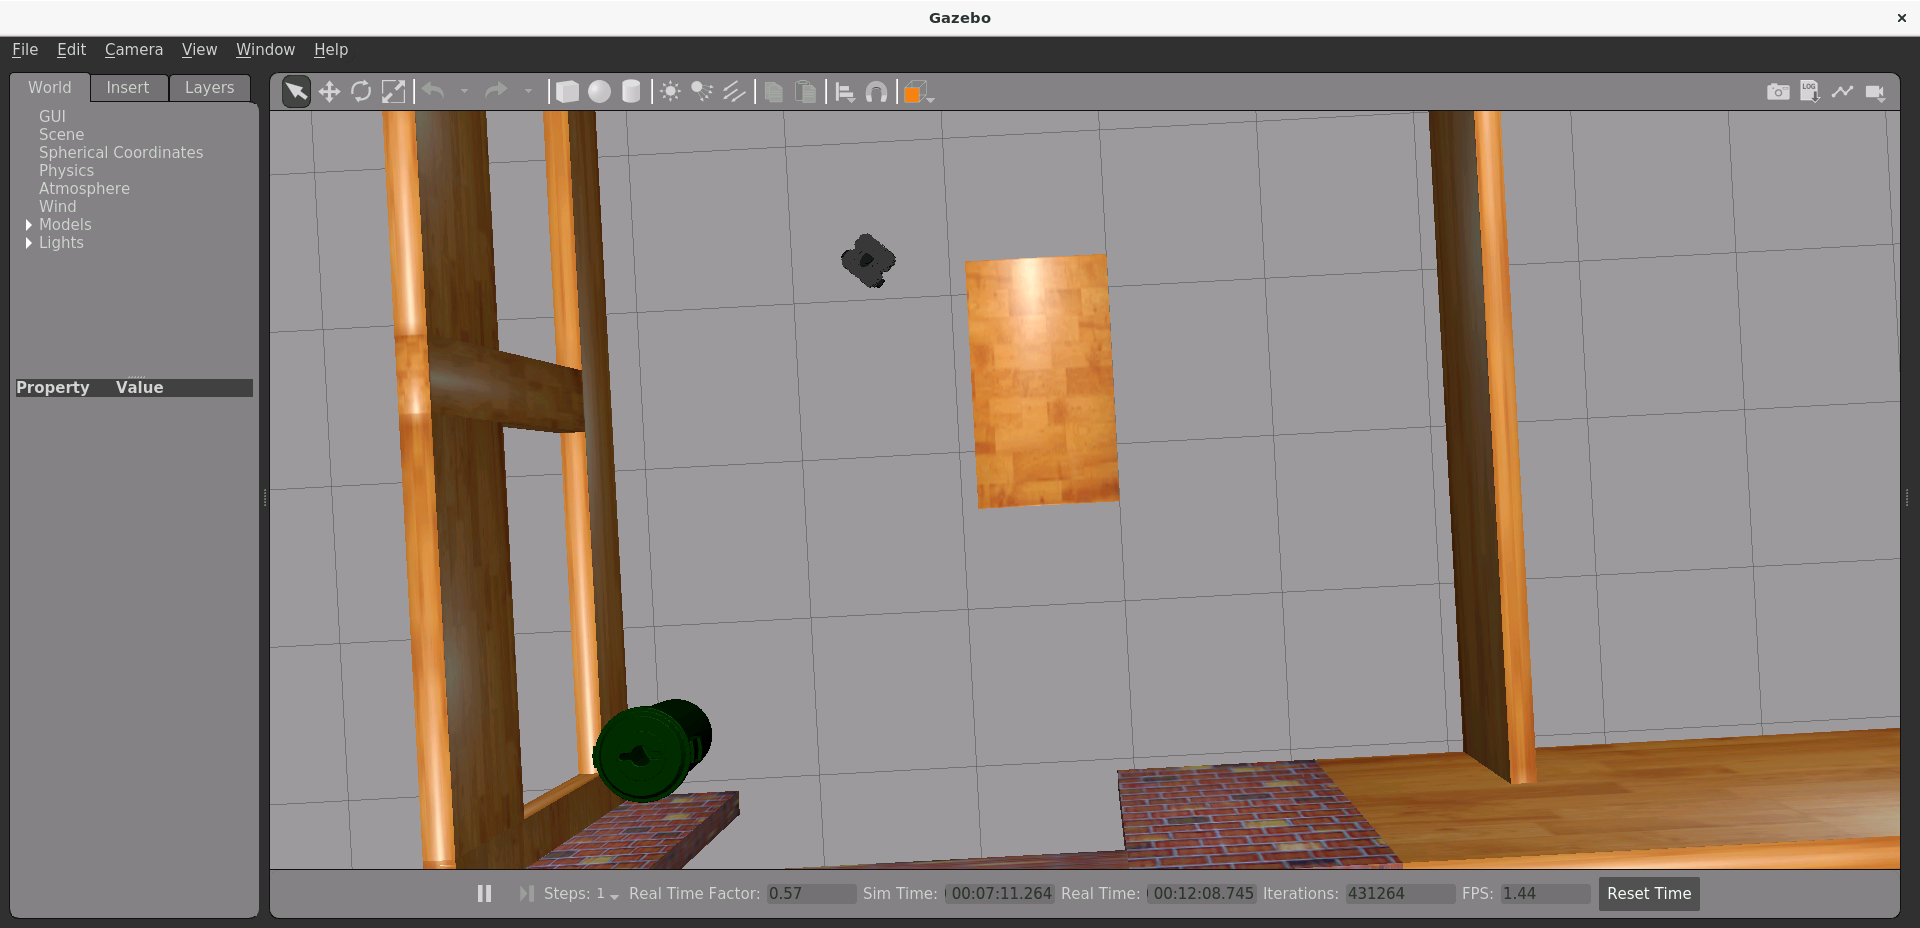 Gazebo
File Edit Camera View Window Help
World Insert Layers
LOG
GUI
Scene
Spherical Coordinates
Physics
Atmosphere
Wind
Models
Lights
Property Value
Steps: 1 Real Time Factor: 0.57 Sim Time: 00:07:11.264 Real Time: 00:12:08.745 Iterations: 431264 FPS: 1.44 Reset Time